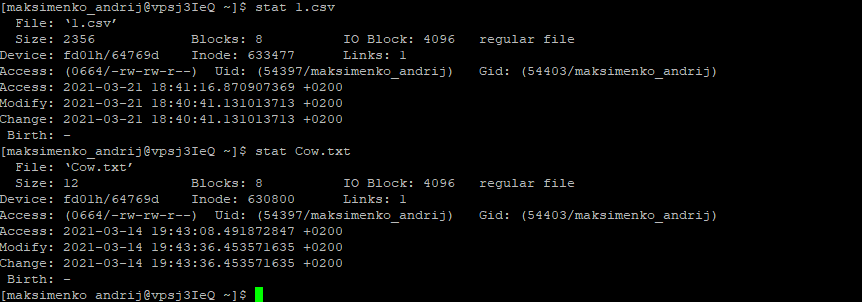 [maksimenko_andrij@vpsj3IeQ ~]$ stat 1.csv
  File: ‘1.csv’
  Size: 2356            Blocks: 8          IO Block: 4096   regular file
Device: fd01h/64769d    Inode: 633477      Links: 1
Access: (0664/-rw-rw-r--)  Uid: (54397/maksimenko_andrij)   Gid: (54403/maksimenko_andrij)
Access: 2021-03-21 18:41:16.870907369 +0200
Modify: 2021-03-21 18:40:41.131013713 +0200
Change: 2021-03-21 18:40:41.131013713 +0200
 Birth: -
[maksimenko_andrij@vpsj3IeQ ~]$ stat Cow.txt
  File: ‘Cow.txt’
  Size: 12              Blocks: 8          IO Block: 4096   regular file
Device: fd01h/64769d    Inode: 630800      Links: 1
Access: (0664/-rw-rw-r--)  Uid: (54397/maksimenko_andrij)   Gid: (54403/maksimenko_andrij)
Access: 2021-03-14 19:43:08.491872847 +0200
Modify: 2021-03-14 19:43:36.453571635 +0200
Change: 2021-03-14 19:43:36.453571635 +0200
 Birth: -
[maksimenko_andrij@vpsj3IeQ ~]$